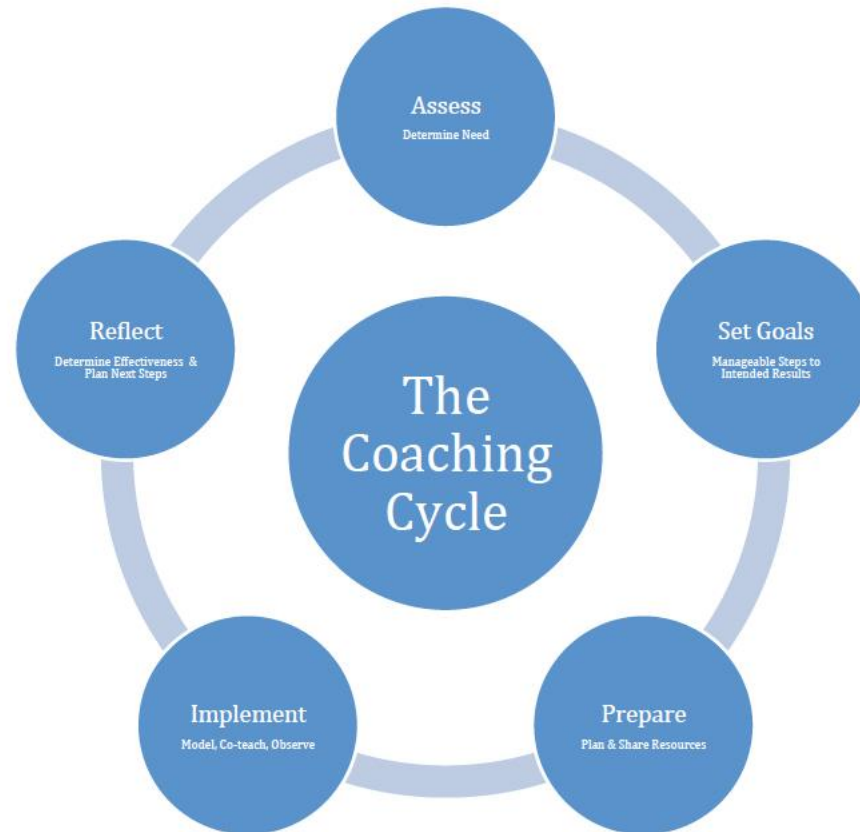 Assess
Determine Need
Set Goals
Manageable Steps to
Intended Results
Prepare
Plan & Share Resources
Implement
Model, Co-teach, Observe
Reflect
Determine Effectiveness &
Plan Next Steps
The
Coaching
Cycle